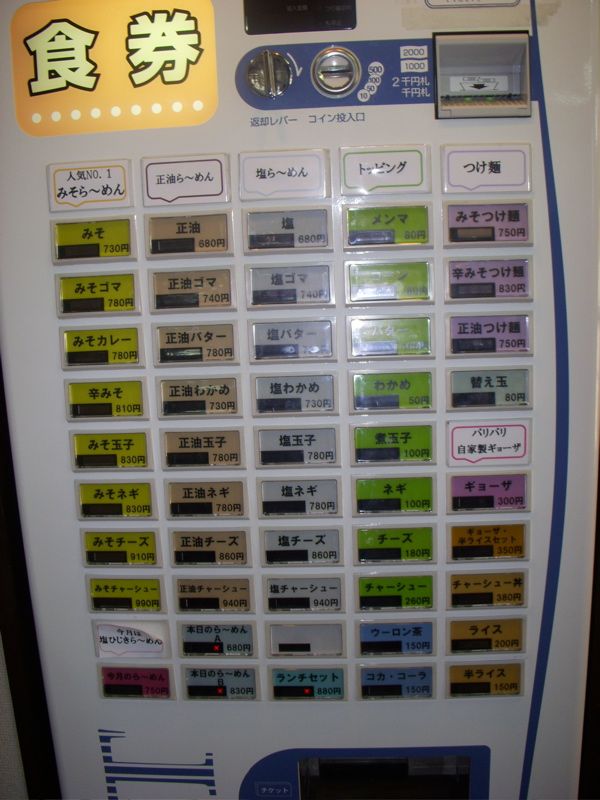 食券
2000
1000
2千円札
千円札
500
100
50
10
返却レバー コイン投入口
人気NO.1
みそら～めん
正油ら～めん
塩ら～めん
トッピング
つけ麺
みそ 730円
正油 680円
塩 680円
メンマ 80円
みそつけ麺 750円
みそゴマ 780円
正油ゴマ 740円
塩ゴマ 740円
辛みそつけ麺 830円
みそカレー 780円
正油バター 780円
塩バター
バター
正油つけ麺 750円
辛みそ 810円
正油わかめ 730円
塩わかめ 730円
わかめ 50円
替え玉 80円
みそ玉子 830円
正油玉子 780円
塩玉子 780円
煮玉子 100円
パリパリ
自家製ギョーザ
みそネギ 830円
正油ネギ 780円
塩ネギ 780円
ネギ 100円
ギョーザ 300円
みそチーズ 910円
正油チーズ 860円
塩チーズ 860円
チーズ 180円
ギョーザ・
半ライスセット 350円
みそチャーシュー 990円
正油チャーシュー 940円
塩チャーシュー 940円
チャーシュー 260円
チャーシュー丼 380円
今月は
塩ひじきら～めん
本日のら～めん
A 680円
ウーロン茶 150円
ライス 200円
今月のら～めん 750円
本日のら～めん
B 830円
ランチセット 880円
コカ・コーラ 150円
半ライス 150円
チケット